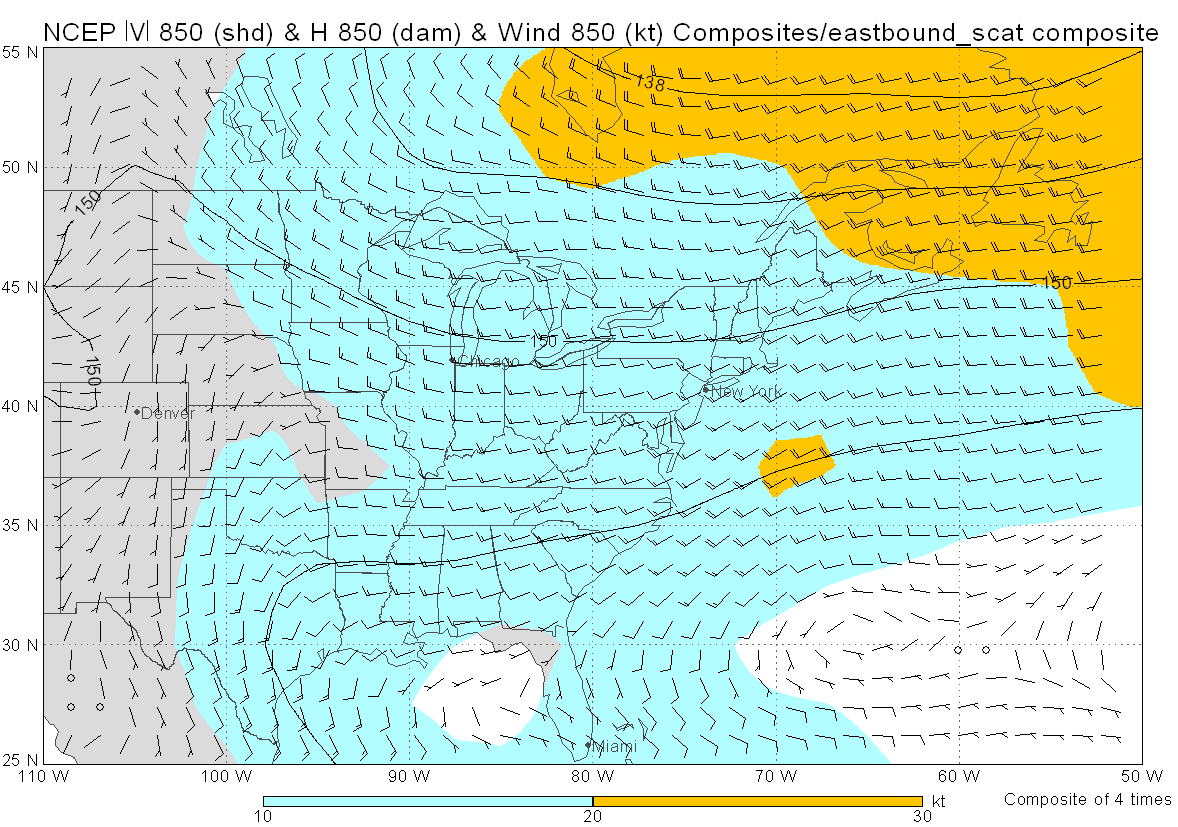 NCEP |V| 850 (shd) & H 850 (dam) & Wind 850 (kt) Composites/eastbound_scat composite
55 N
138
50 N
150
45 N
150
150
150
Chicago
New York
40 N
Denver
35 N
30 N
Miami
25 N
110 W 100 W 90 W 80 W 70 W 60 W 50 W
kt
Composite of 4 times
10 20 30